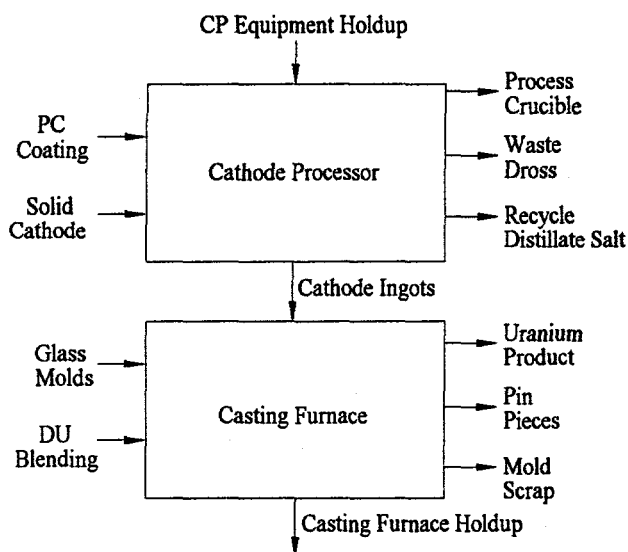 CP Equipment Holdup
PC
Coating
Solid
Cathode
Cathode Processor
Process
Crucible
Waste
Dross
Recycle
Distillate Salt
Cathode Ingots
Glass
Molds
DU
Blending
Casting Furnace
Uranium
Product
Pin
Pieces
Mold
Scrap
Casting Furnace Holdup